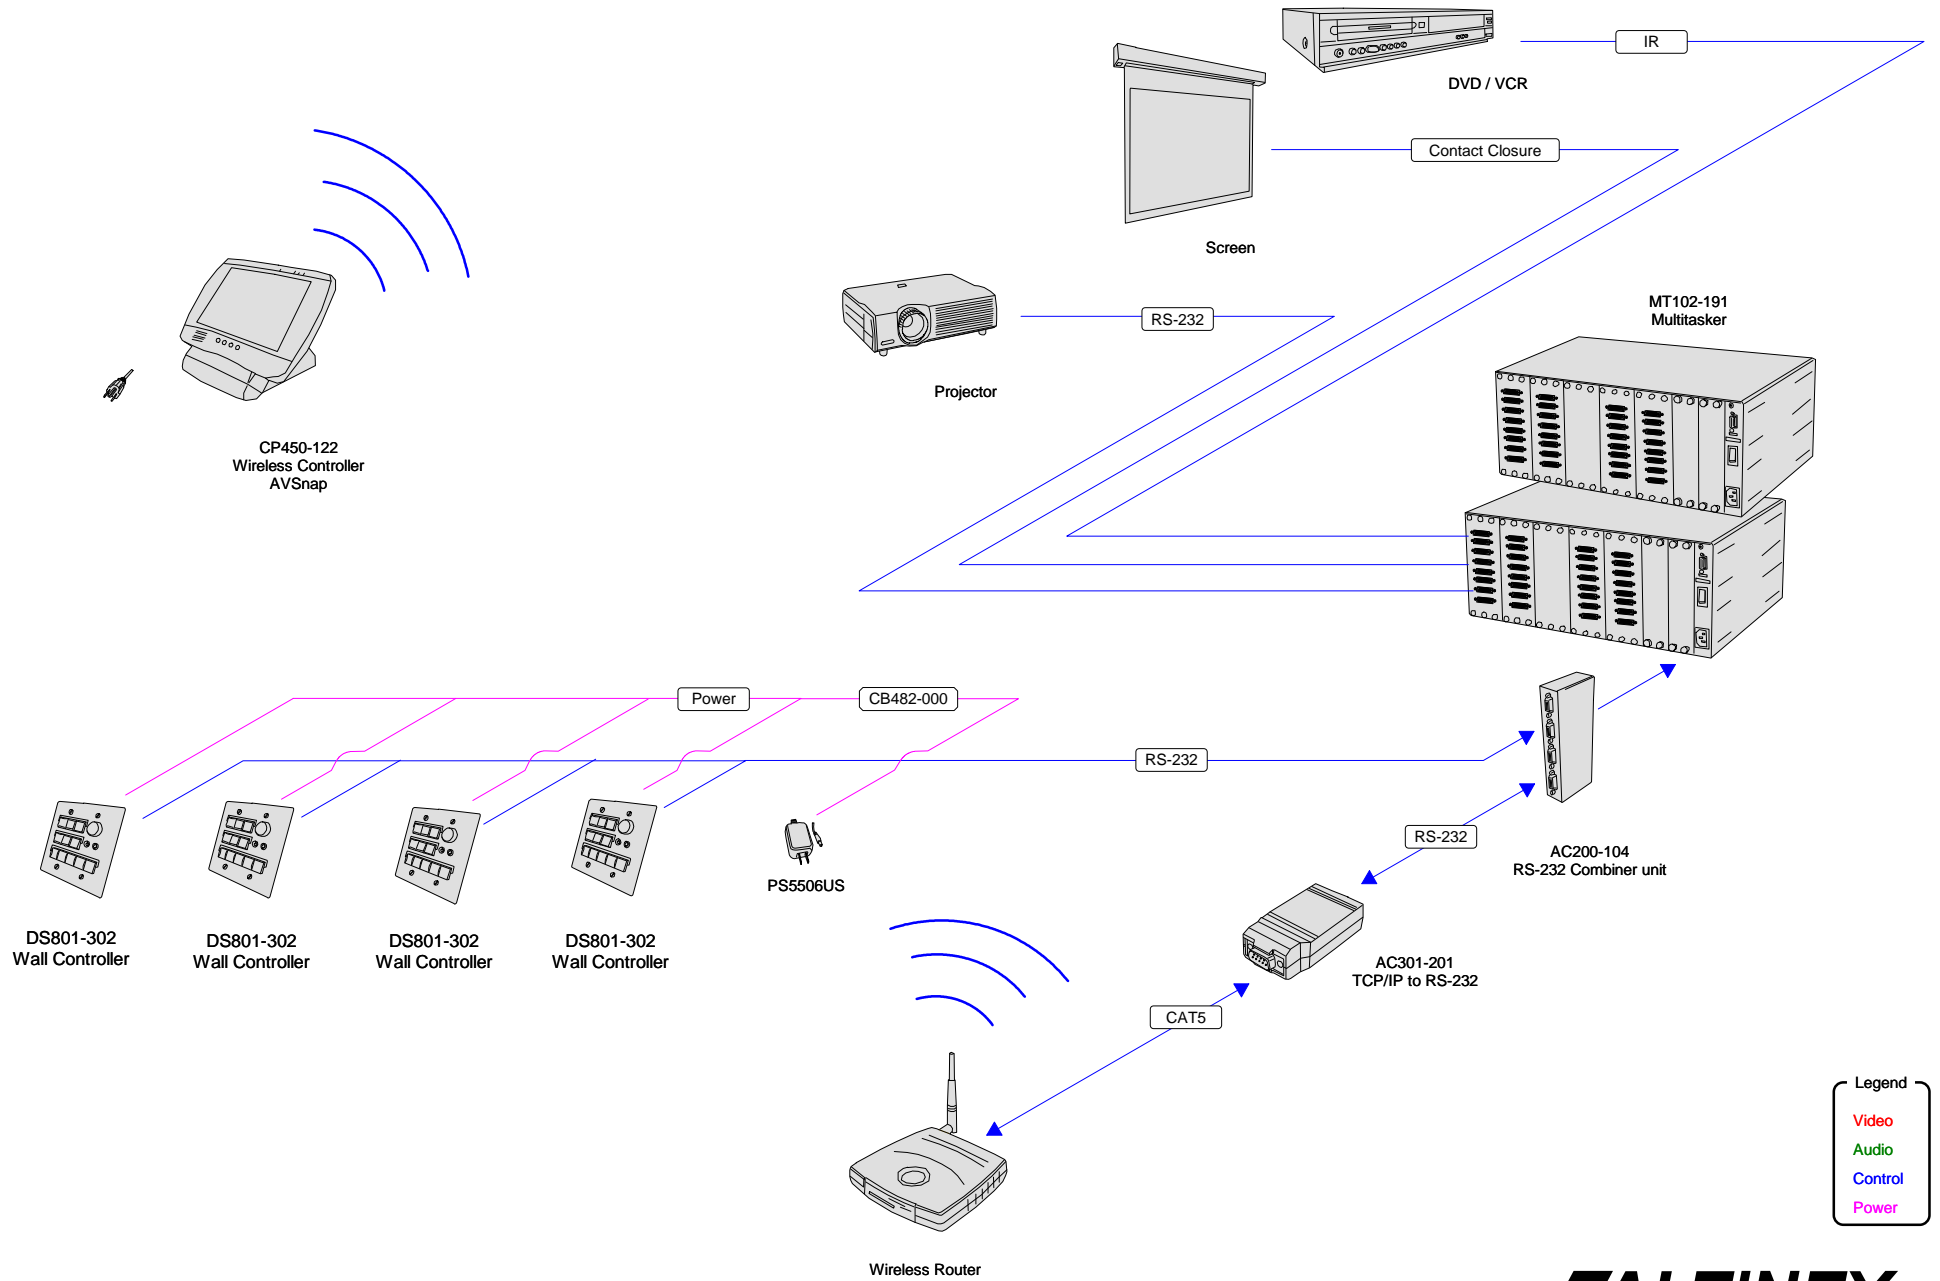 IR
DVD / VCR
Contact Closure
Screen
RS-232
Projector
MT102-191
Multitasker
CP450-122
Wireless Controller
AVSnap
Power
CB482-000
RS-232
RS-232
AC200-104
RS-232 Combiner unit
PS5506US
DS801-302
Wall Controller
DS801-302
Wall Controller
DS801-302
Wall Controller
DS801-302
Wall Controller
AC301-201
TCP/IP to RS-232
CAT5
Wireless Router
Legend
Video
Audio
Control
Power